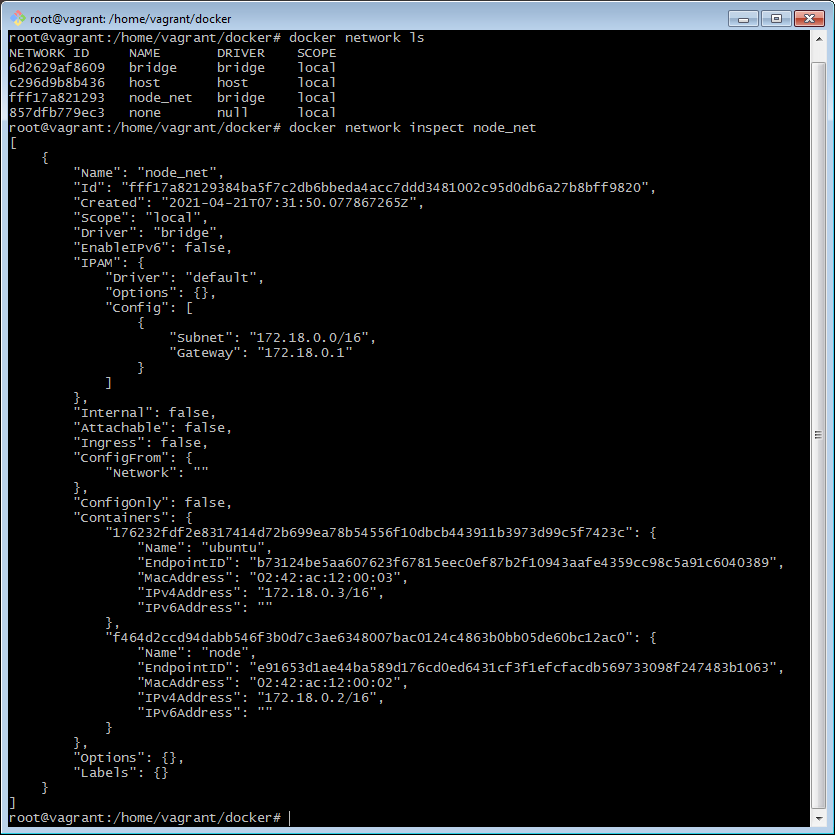 root@vagrant: /home/vagrant/docker
root@vagrant:/home/vagrant/docker# docker network ls
NETWORK ID     NAME       DRIVER    SCOPE
6d2629af8609   bridge     bridge    local
c296d9b8b436   host       host      local
fff17a821293   node_net   bridge    local
857dfb779ec3   none       null      local
root@vagrant:/home/vagrant/docker# docker network inspect node_net
[
    {
        "Name": "node_net",
        "Id": "fff17a82129384ba5f7c2db6bbeda4acc7ddd3481002c95d0db6a27b8bff9820",
        "Created": "2021-04-21T07:31:50.077867265Z",
        "Scope": "local",
        "Driver": "bridge",
        "EnableIPv6": false,
        "IPAM": {
            "Driver": "default",
            "Options": {},
            "Config": [
                {
                    "Subnet": "172.18.0.0/16",
                    "Gateway": "172.18.0.1"
                }
            ]
        },
        "Internal": false,
        "Attachable": false,
        "Ingress": false,
        "ConfigFrom": {
            "Network": ""
        },
        "ConfigOnly": false,
        "Containers": {
            "176232fdf2e8317414d72b699ea78b54556f10dbcb443911b3973d99c5f7423c": {
                "Name": "ubuntu",
                "EndpointID": "b73124be5aa607623f67815eec0ef87b2f10943aafe4359cc98c5a91c6040389",
                "MacAddress": "02:42:ac:12:00:03",
                "IPv4Address": "172.18.0.3/16",
                "IPv6Address": ""
            },
            "f464d2ccd94dabb546f3b0d7c3ae6348007bac0124c4863b0bb05de60bc12ac0": {
                "Name": "node",
                "EndpointID": "e91653d1ae44ba589d176cd0ed6431cf3f1efcfacdb569733098f247483b1063",
                "MacAddress": "02:42:ac:12:00:02",
                "IPv4Address": "172.18.0.2/16",
                "IPv6Address": ""
            }
        },
        "Options": {},
        "Labels": {}
    }
]
root@vagrant:/home/vagrant/docker#